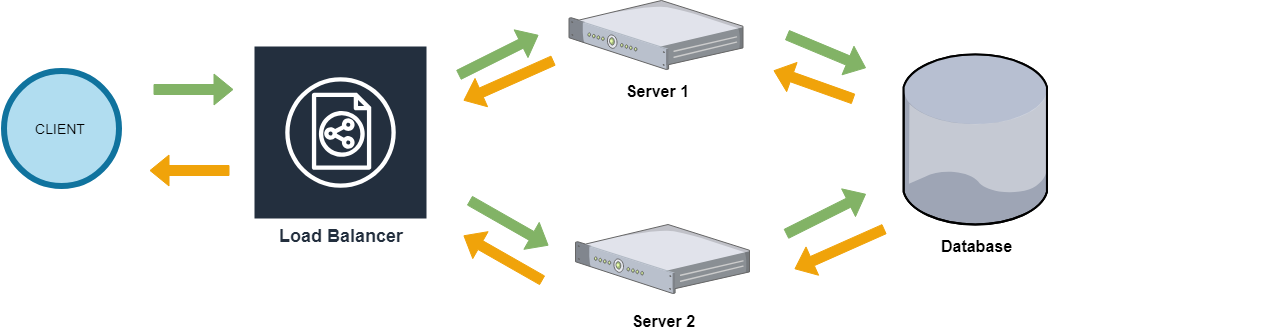 CLIENT
Load Balancer
Server 1
Server 2
Database